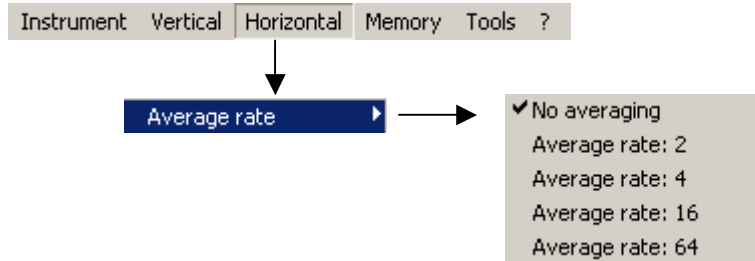 Instrument Vertical Horizontal Memory Tools ?
Average rate
No averaging
Average rate: 2
Average rate: 4
Average rate: 16
Average rate: 64